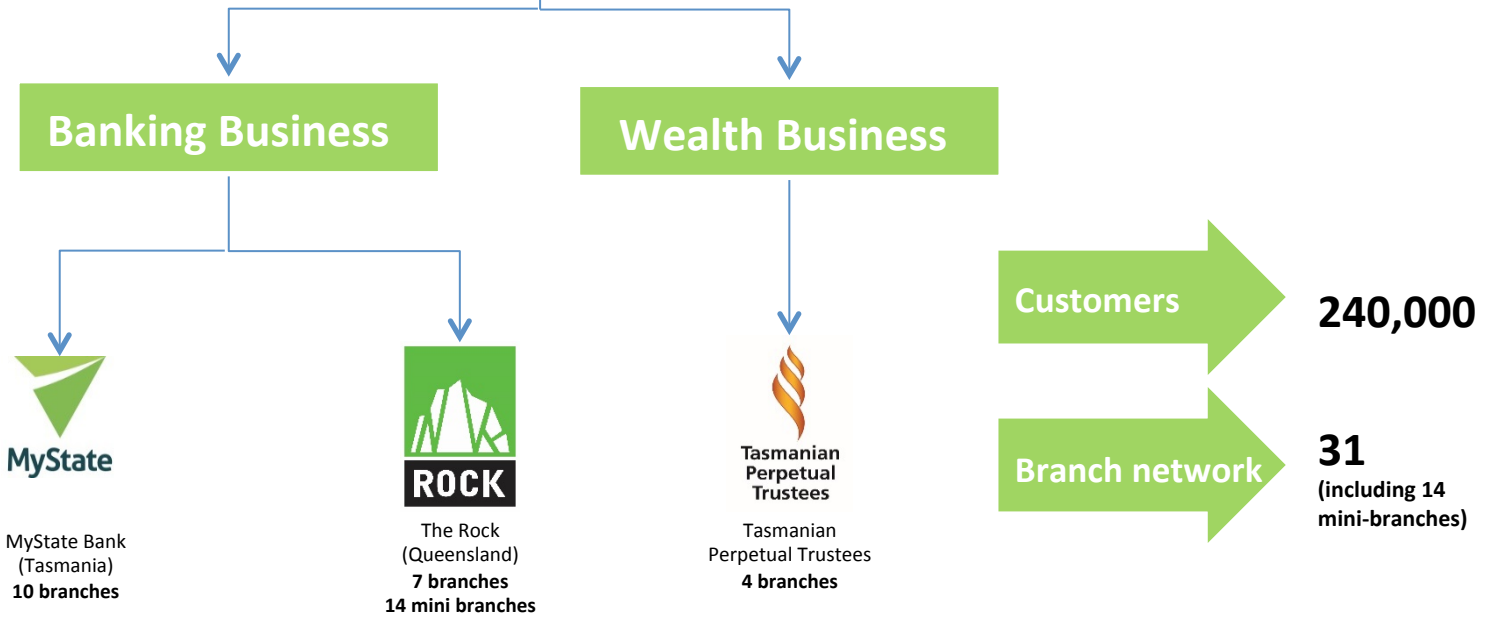 Banking Business
Wealth Business
MyState
ROCK
Tasmanian
Perpetual
Trustees
MyState Bank
(Tasmania)
10 branches
The Rock
(Queensland)
7 branches
14 mini branches
Tasmanian
Perpetual Trustees
4 branches
Customers
240,000
Branch network
31
(including 14
mini-branches)